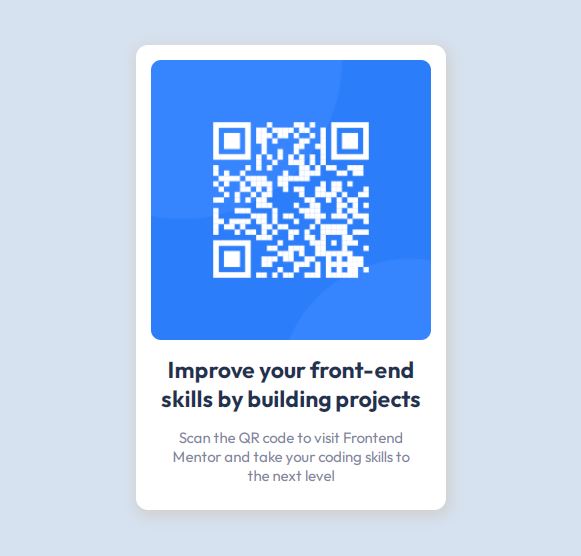 Improve your front-end
skills by building projects
Scan the QR code to visit Frontend
Mentor and take your coding skills to
the next level